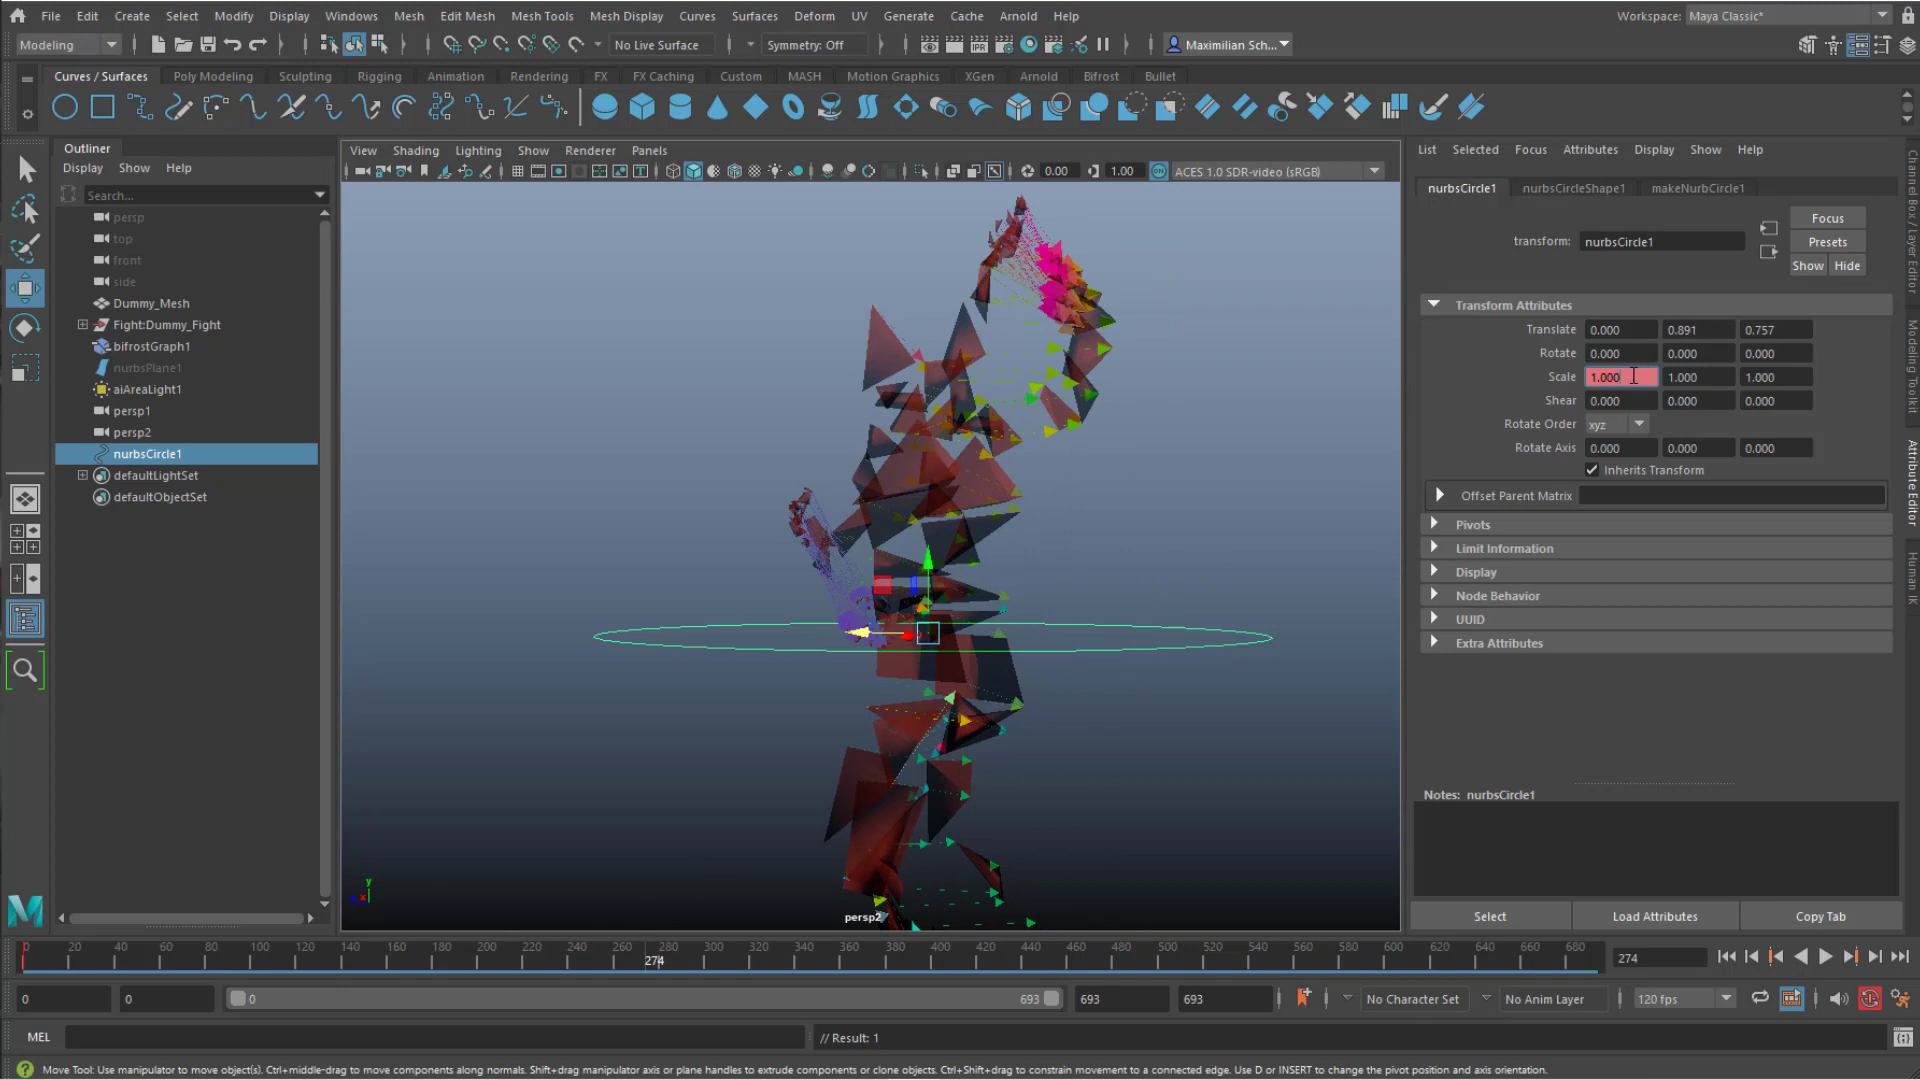 File Edit Create Select Modify Display Windows Mesh Edit Mesh Mesh Tools Mesh Display Curves Surfaces Deform UV Generate Cache Arnold Help
Workspace: Maya Classic*
Modeling
No Live Surface
Symmetry: Off
IPR
Maximilian Sch...
Curves / Surfaces Poly Modeling Sculpting Rigging Animation Rendering FX FX Caching Custom MASH Motion Graphics XGen Arnold Bifrost Bullet
Outliner
Display Show Help
Search...
persp
top
front
side
Dummy_Mesh
Fight:Dummy_Fight
bifrostGraph1
nurbsPlane1
aiAreaLight1
persp1
persp2
nurbsCircle1
defaultLightSet
defaultObjectSet
View Shading Lighting Show Renderer Panels
0.00
1.00
ON
ACES 1.0 SDR-video (sRGB)
y
x
persp2
List Selected Focus Attributes Display Show Help
nurbsCircle1 nurbsCircleShape1 makeNurbCircle1
transform: nurbsCircle1
Focus
Presets
Show Hide
Transform Attributes
Translate 0.000 0.891 0.757
Rotate 0.000 0.000 0.000
Scale 1.000 1.000 1.000
Shear 0.000 0.000 0.000
Rotate Order xyz
Rotate Axis 0.000 0.000 0.000
Inherits Transform
Offset Parent Matrix
Pivots
Limit Information
Display
Node Behavior
UUID
Extra Attributes
Notes: nurbsCircle1
Select Load Attributes Copy Tab
Channel Box / Layer Editor
Modeling Toolkit
Attribute Editor
Human IK
0 20 40 60 80 100 120 140 160 180 200 220 240 260 280 300 320 340 360 380 400 420 440 460 480 500 520 540 560 580 600 620 640 660 680
274
274
0 0 0 693 693 693
No Character Set
No Anim Layer
120 fps
MEL
// Result: 1
Move Tool: Use manipulator to move object(s). Ctrl+middle-drag to move components along normals. Shift+drag manipulator axis or plane handles to extrude components or clone objects. Ctrl+Shift+drag to constrain movement to a connected edge. Use D or INSERT to change the pivot position and axis orientation.